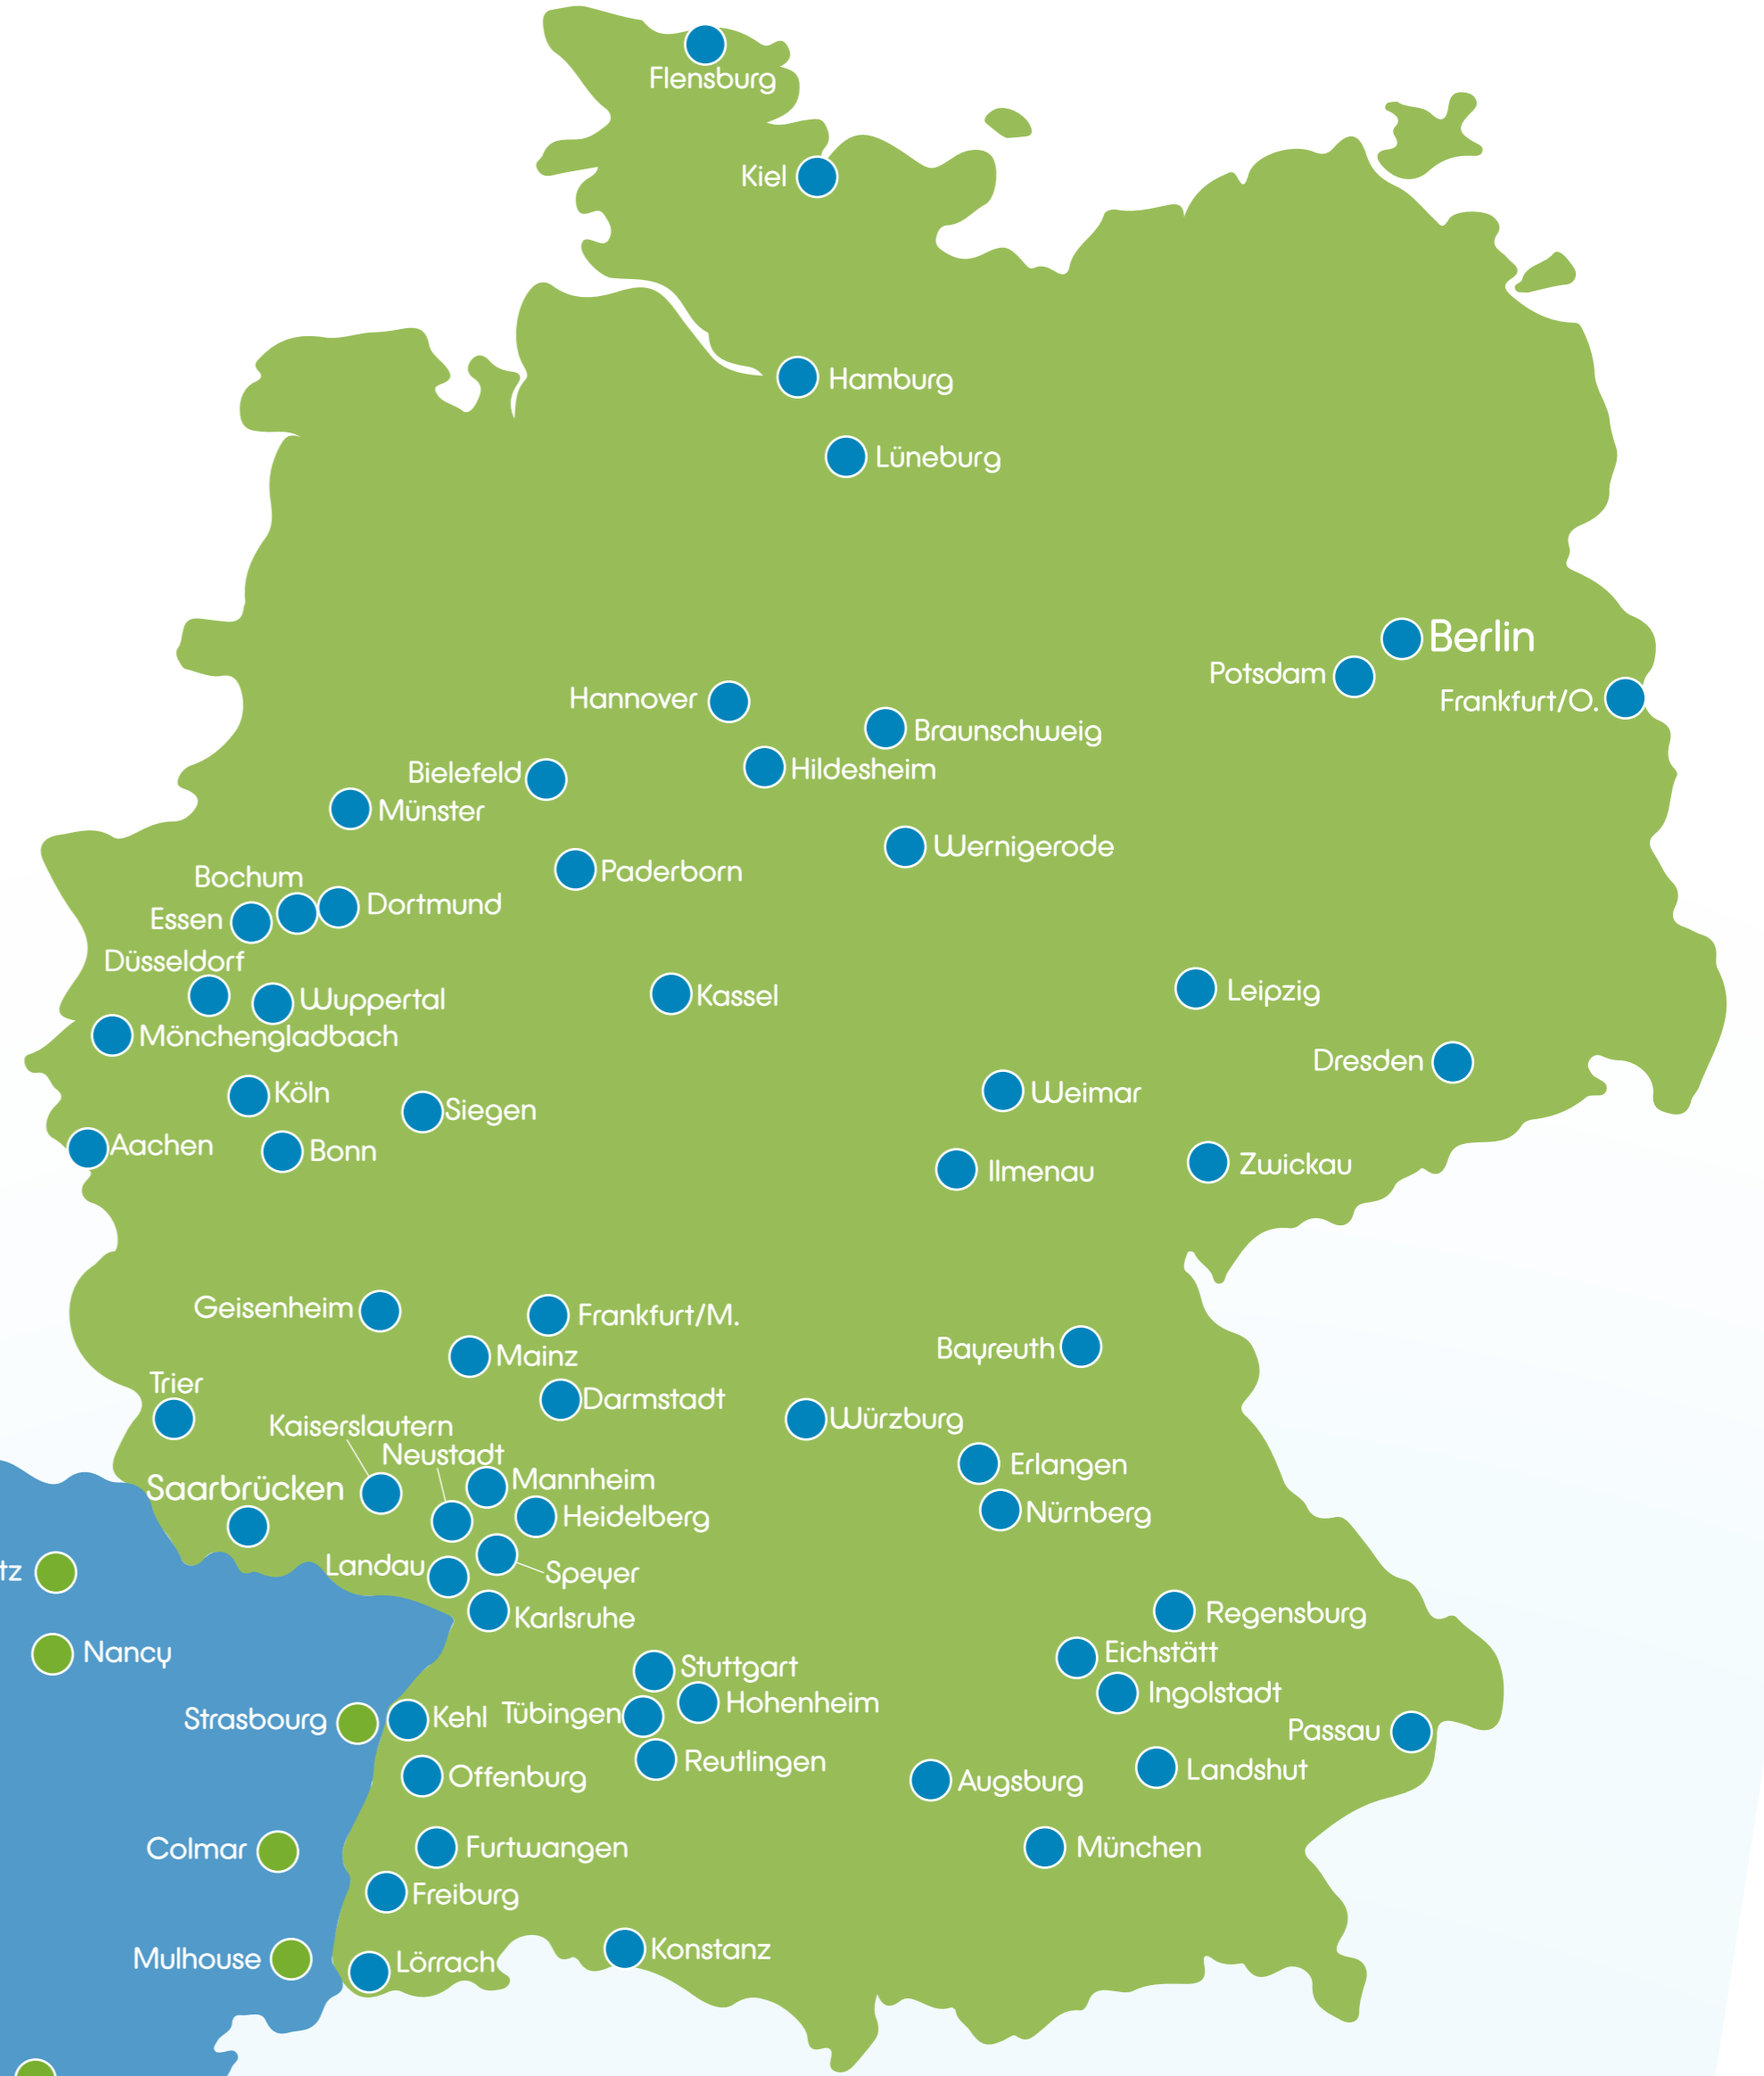 Flensburg
Kiel
Hamburg
Lüneburg
Berlin
Potsdam
Frankfurt/O.
Hannover
Braunschweig
Hildesheim
Bielefeld
Münster
Wernigerode
Paderborn
Bochum
Dortmund
Essen
Düsseldorf
Wuppertal
Kassel
Leipzig
Mönchengladbach
Dresden
Köln
Siegen
Weimar
Aachen
Bonn
Ilmenau
Zwickau
Geisenheim
Frankfurt/M.
Mainz
Bayreuth
Trier
Darmstadt
Kaiserslautern
Würzburg
Neustadt
Erlangen
Saarbrücken
Mannheim
Heidelberg
Nürnberg
Landau
Speyer
tz
Karlsruhe
Regensburg
Nancy
Stuttgart
Eichstätt
Hohenheim
Ingolstadt
Strasbourg
Kehl
Tübingen
Passau
Reutlingen
Offenburg
Augsburg
Landshut
Colmar
Furtwangen
München
Freiburg
Mulhouse
Lörrach
Konstanz